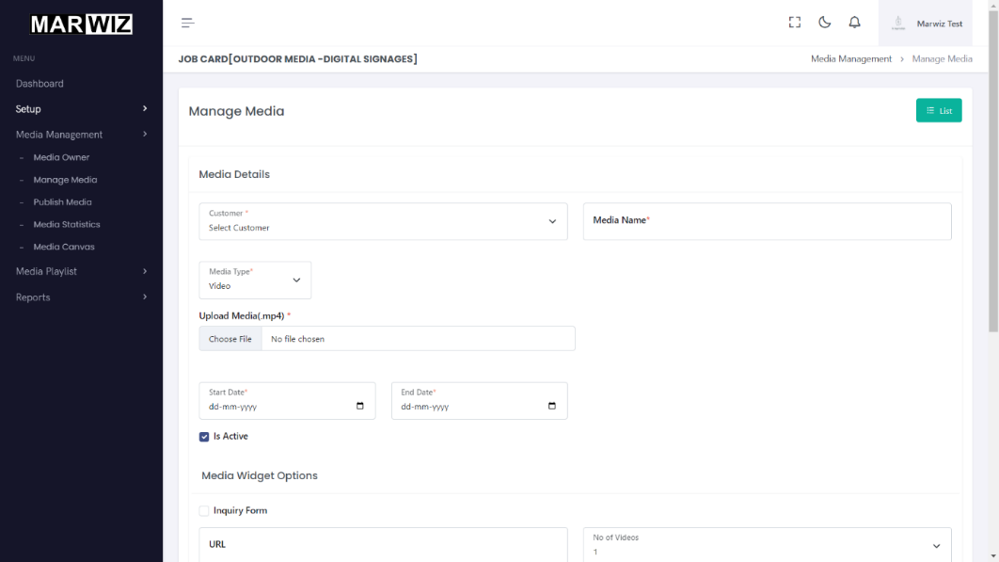 MARWIZ
Marwiz Test
MENU
JOB CARD[OUTDOOR MEDIA -DIGITAL SIGNAGES]
Media Management > Manage Media
Dashboard
Setup
Media Management
- Media Owner
- Manage Media
- Publish Media
- Media Statistics
- Media Canvas
Media Playlist
Reports
Manage Media
List
Media Details
Customer *
Select Customer
Media Name*
Media Type*
Video
Upload Media(.mp4) *
Choose File No file chosen
Start Date*
dd-mm-yyyy
End Date*
dd-mm-yyyy
Is Active
Media Widget Options
Inquiry Form
URL
No of Videos
1